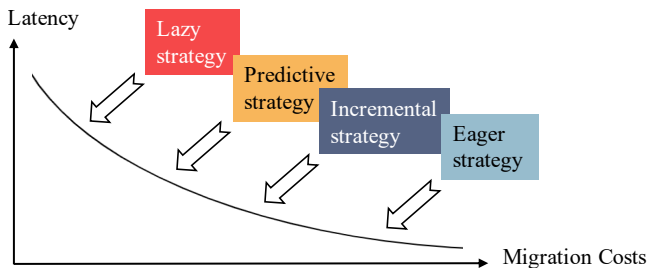 Latency
Lazy
strategy
Predictive
strategy
Incremental
strategy
Eager
strategy
Migration Costs